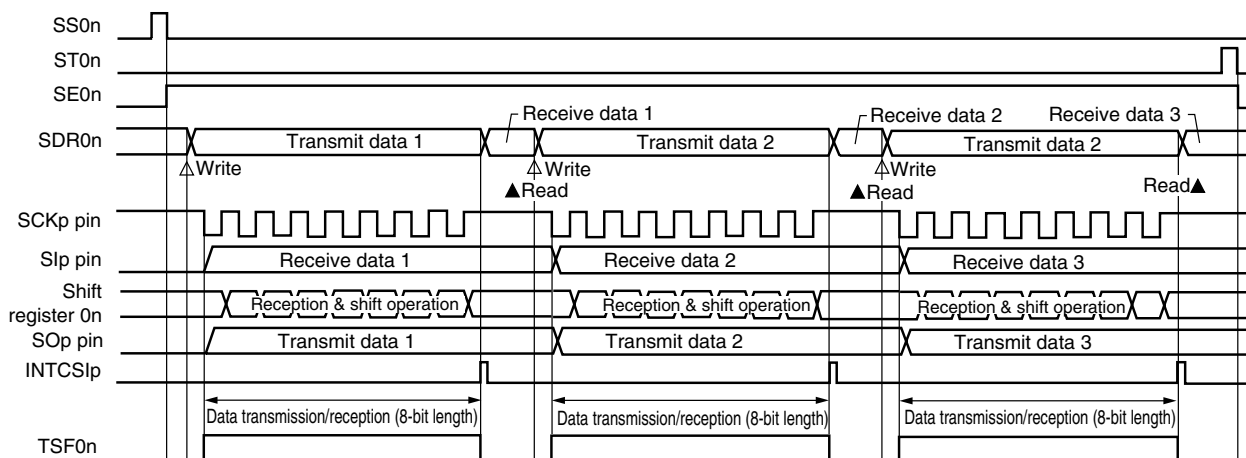 SS0n
ST0n
SE0n
Receive data 1
Receive data 2
Receive data 3
SDR0n
Transmit data 1
Transmit data 2
Transmit data 2
Write
Write
Write
Read
Read
Read
SCKp pin
SIp pin
Receive data 1
Receive data 2
Receive data 3
Shift
register 0n
Reception & shift operation
Reception & shift operation
Reception & shift operation
SOp pin
Transmit data 1
Transmit data 2
Transmit data 3
INTCSIp
Data transmission/reception (8-bit length)
Data transmission/reception (8-bit length)
Data transmission/reception (8-bit length)
TSF0n